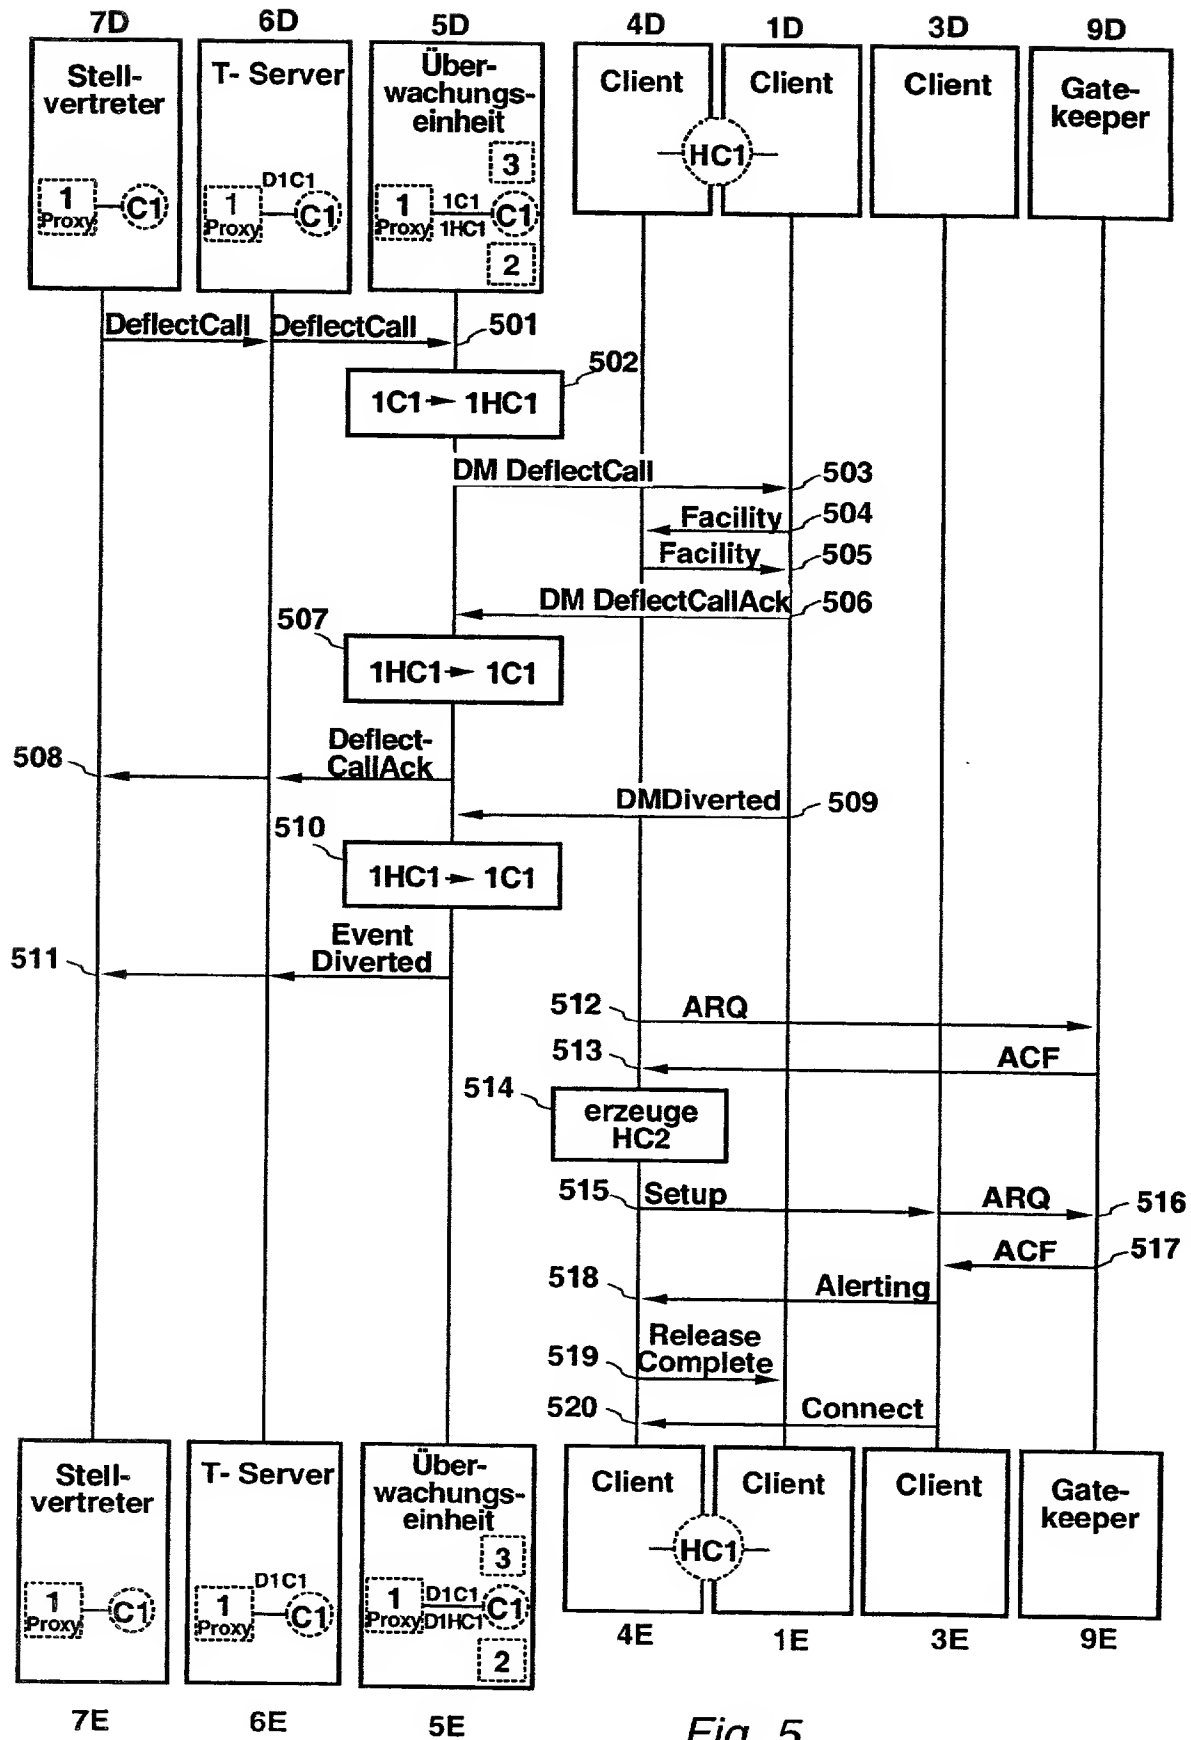 7D 6D 5D 4D 1D 3D 9D
Stell-
vertreter
1
Proxy
C1
T- Server
D1C1
1
Proxy
C1
Über-
wachungs-
einheit
3
1
Proxy
1C1
1HC1
C1
2
Client
Client
HC1
Client
Gate-
keeper
DeflectCall
DeflectCall
501
502
1C1 → 1HC1
DM DeflectCall
503
Facility
504
Facility
505
DM DeflectCallAck
506
507
1HC1 → 1C1
508
Deflect-
CallAck
DMDiverted
509
510
1HC1 → 1C1
511
Event
Diverted
512
ARQ
513
ACF
514
erzeuge
HC2
515
Setup
ARQ
516
ACF
517
518
Alerting
519
Release
Complete
520
Connect
Stell-
vertreter
1
Proxy
C1
T- Server
D1C1
1
Proxy
C1
Über-
wachungs-
einheit
3
1
Proxy
D1C1
D1HC1
C1
2
Client
Client
HC1
Client
Gate-
keeper
4E 1E 3E 9E
7E 6E 5E
Fig. 5